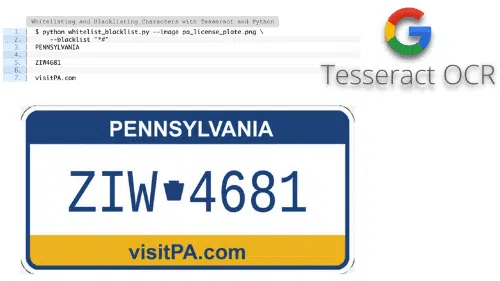 Whitelisting and Blacklisting Characters with Tesseract and Python
1. $ python whitelist_blacklist.py --image pa_license_plate.png \
2. --blacklist "*#"
3. PENNSYLVANIA
4.
5. ZIW4681
6.
7. visitPA.com
Tesseract OCR
PENNSYLVANIA
ZIW 4681
visitPA.com